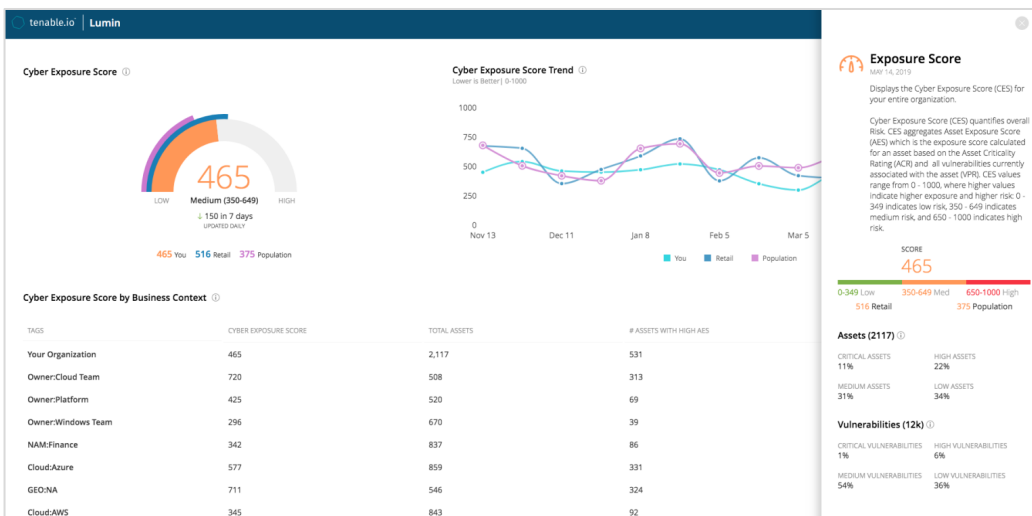 tenable.io Lumin
Cyber Exposure Score
465
LOW Medium (350-649) HIGH
↓ 150 in 7 days
UPDATED DAILY
465 You 516 Retail 375 Population
Cyber Exposure Score Trend
Lower is Better| 0-1000
1000
750
500
250
0
Nov 13 Dec 11 Jan 8 Feb 5 Mar 5
You Retail Population
Cyber Exposure Score by Business Context
TAGS CYBER EXPOSURE SCORE TOTAL ASSETS # ASSETS WITH HIGH AES
Your Organization 465 2,117 531
Owner:Cloud Team 720 508 313
Owner:Platform 425 520 69
Owner:Windows Team 296 670 39
NAM:Finance 342 837 86
Cloud:Azure 577 859 331
GEO:NA 711 546 324
Cloud:AWS 345 843 92
Exposure Score
MAY 14, 2019
Displays the Cyber Exposure Score (CES) for
your entire organization.
Cyber Exposure Score (CES) quantifies overall
Risk. CES aggregates Asset Exposure Score
(AES) which is the exposure score calculated
for an asset based on the Asset Criticality
Rating (ACR) and all vulnerabilities currently
associated with the asset (VPR). CES values
range from 0 - 1000, where higher values
indicate higher exposure and higher risk: 0 -
349 indicates low risk, 350 - 649 indicates
medium risk, and 650 - 1000 indicates high
risk.
SCORE
465
0-349 Low 350-649 Med 650-1000 High
516 Retail 375 Population
Assets (2117)
CRITICAL ASSETS HIGH ASSETS
11% 22%
MEDIUM ASSETS LOW ASSETS
31% 34%
Vulnerabilities (12k)
CRITICAL VULNERABILITIES HIGH VULNERABILITIES
1% 6%
MEDIUM VULNERABILITIES LOW VULNERABILITIES
54% 36%